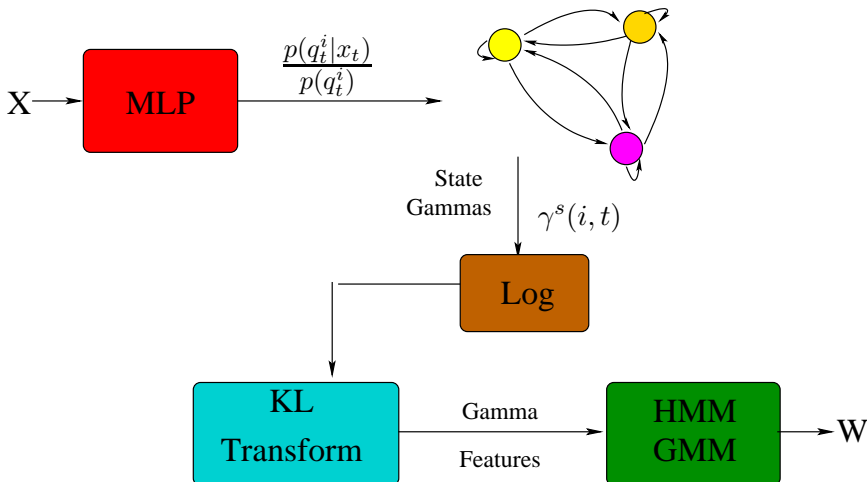 X
MLP
p(q_t^i|x_t)
p(q_t^i)
State
Gammas
γ^s(i, t)
Log
KL
Transform
Gamma
Features
HMM
GMM
W